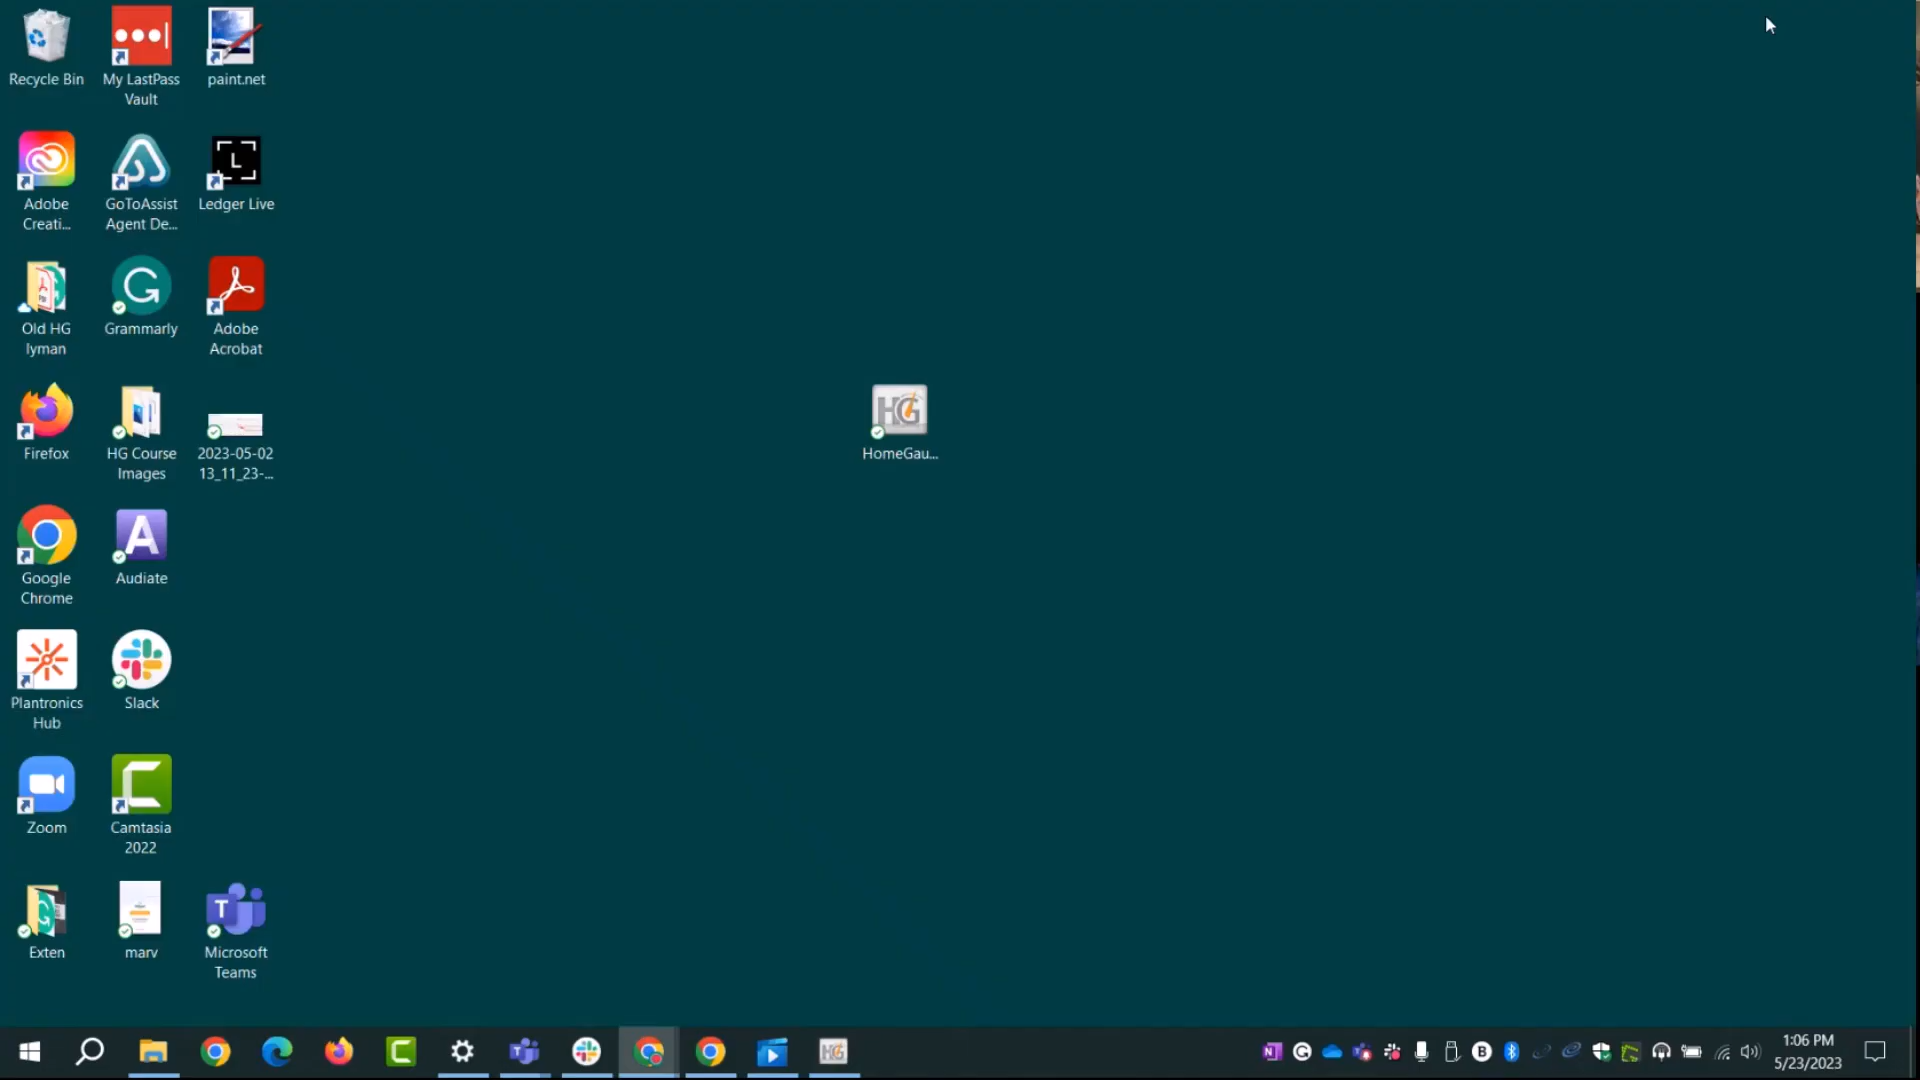 Recycle Bin
My LastPass
Vault
paint.net
Adobe
Creati...
GoToAssist
Agent De...
L
Ledger Live
Old HG
lyman
Grammarly
Adobe
Acrobat
Firefox
HG Course
Images
2023-05-02
13_11_23-...
HG
HomeGau...
Google
Chrome
A
Audiate
Plantronics
Hub
Slack
Zoom
Camtasia
2022
Exten
marv
T
Microsoft
Teams
HG
N
G
B
1:06 PM
5/23/2023